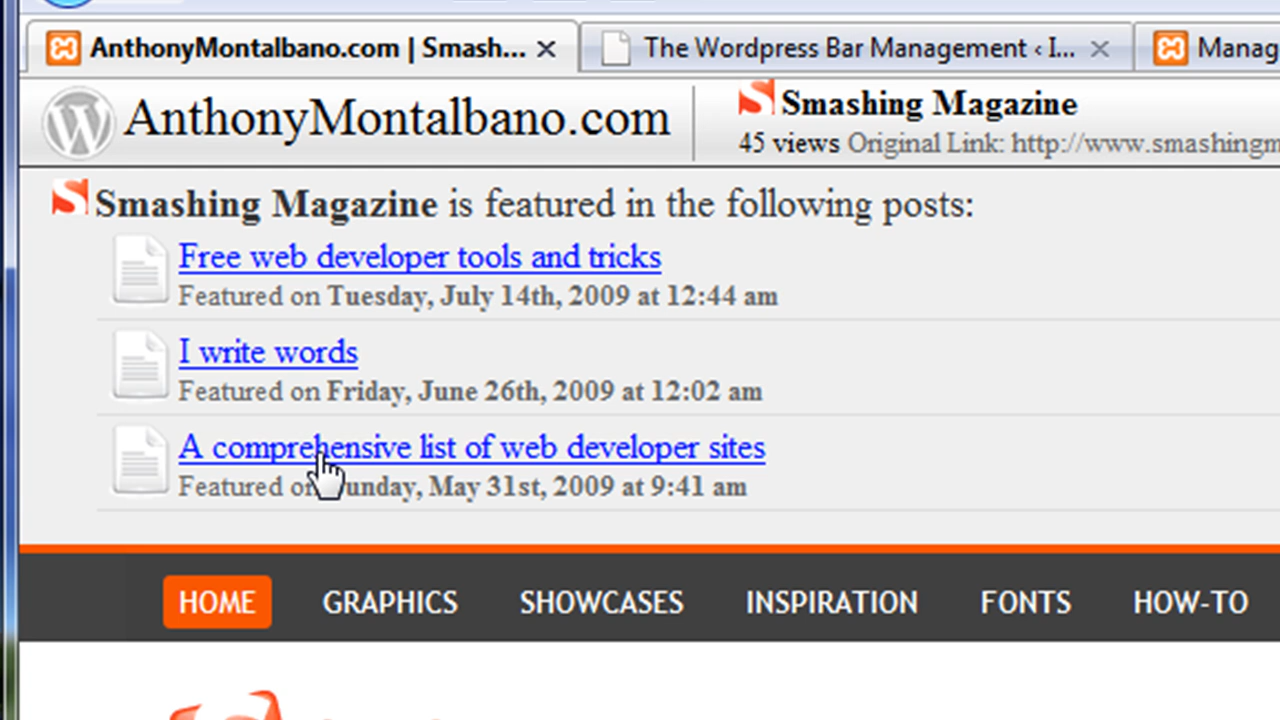 AnthonyMontalbano.com | Smash...
The Wordpress Bar Management ‹ I...
Manag
AnthonyMontalbano.com
Smashing Magazine
45 views Original Link: http://www.smashingm
Smashing Magazine is featured in the following posts:
Free web developer tools and tricks
Featured on Tuesday, July 14th, 2009 at 12:44 am
I write words
Featured on Friday, June 26th, 2009 at 12:02 am
A comprehensive list of web developer sites
Featured on Sunday, May 31st, 2009 at 9:41 am
HOME GRAPHICS SHOWCASES INSPIRATION FONTS HOW-TO